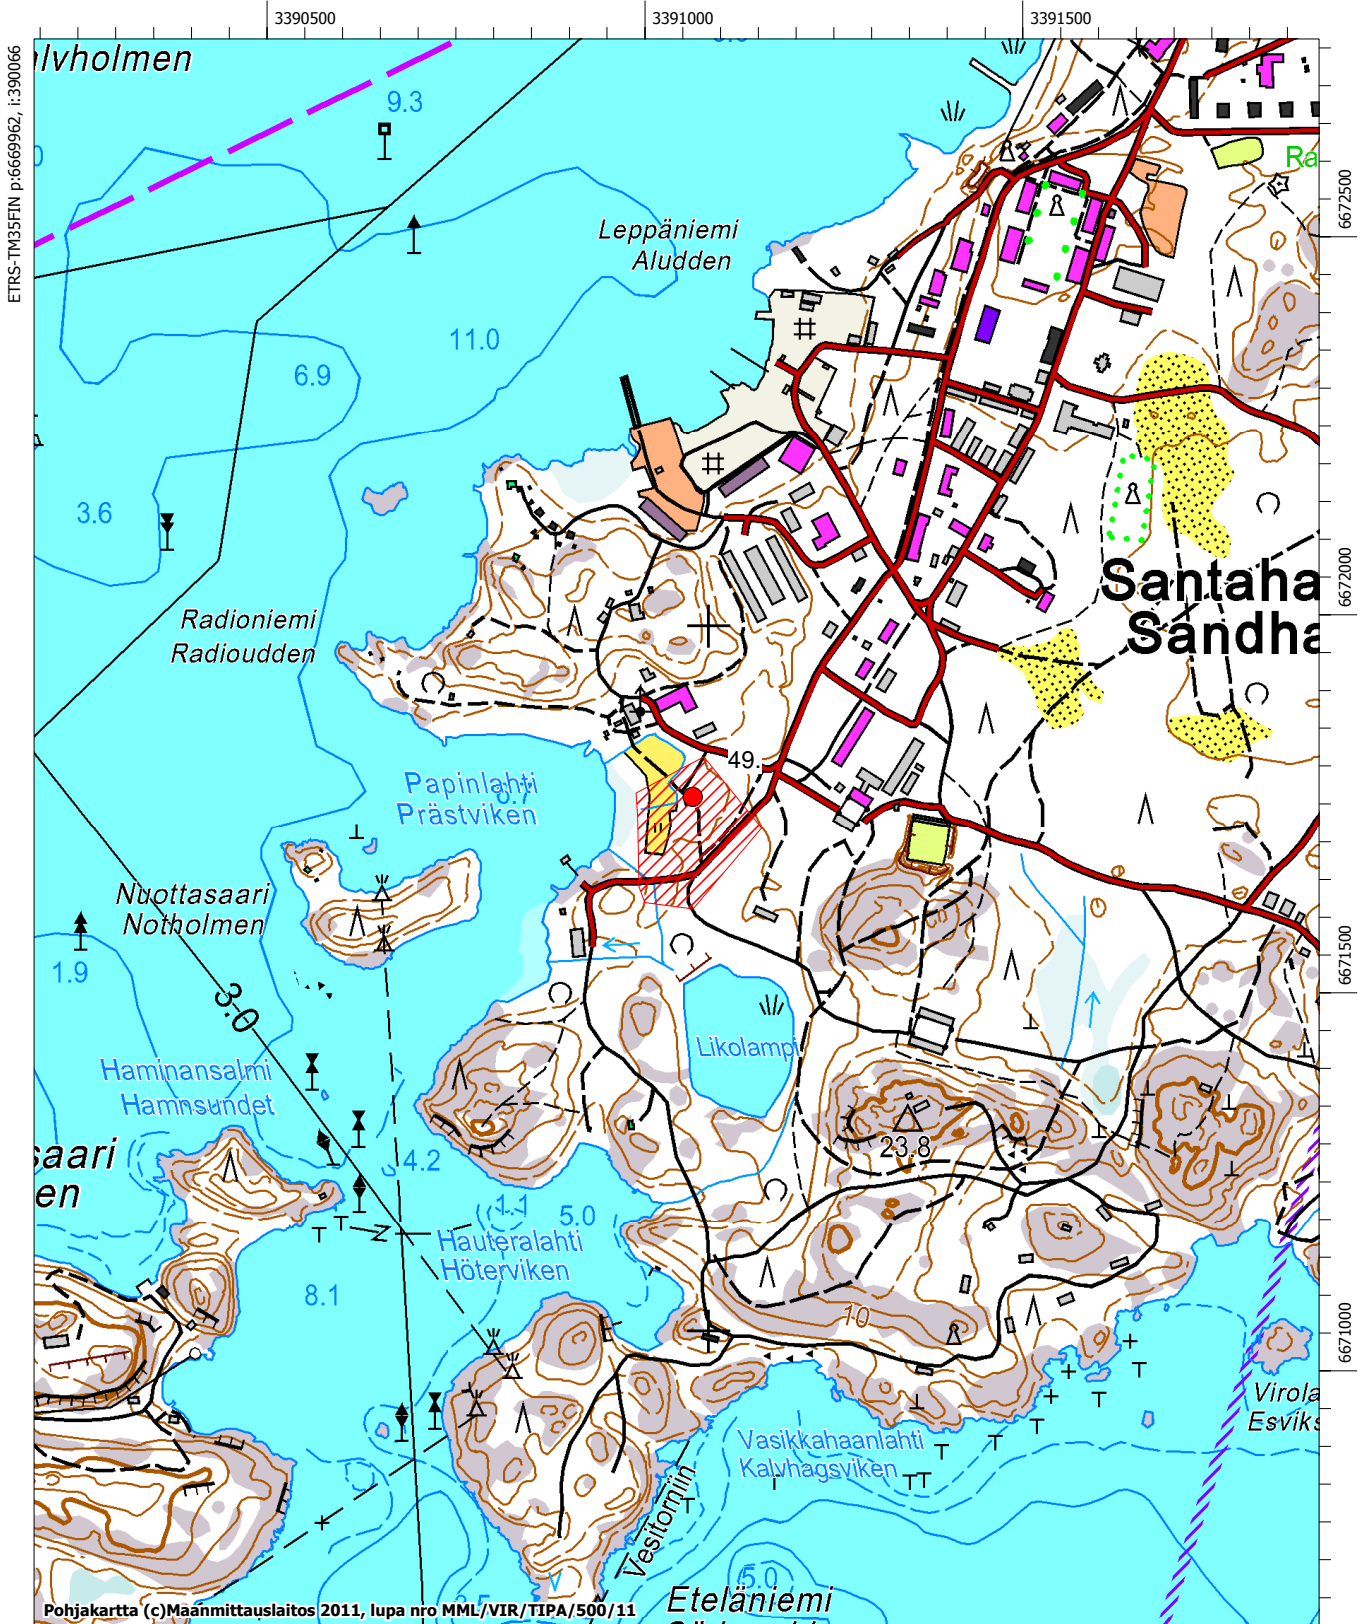 3390500
3391000
3391500
ETRS-TM35FIN p:6669962, i:390066
lvholmen
9.3
Ra
6672500
Leppäniemi
Aludden
11.0
6.9
3.6
6672000
Santaha
Sandha
Radioniemi
Radioudden
49.
Papinlahti
Prästviken
Nuottasaari
Notholmen
1.9
3.0
6671500
Likolampi
Haminansalmi
Hamnsundet
23.8
saari
en
4.2
1.1
5.0
Hauteralahti
Höterviken
8.1
10
6671000
Virola
Esviks
Vasikkahaanlahti
Kalvhagsviken
Vesitorniin
5.0
Eteläniemi
Pohjakartta (c)Maanmittauslaitos 2011, lupa nro MML/VIR/TIPA/500/11